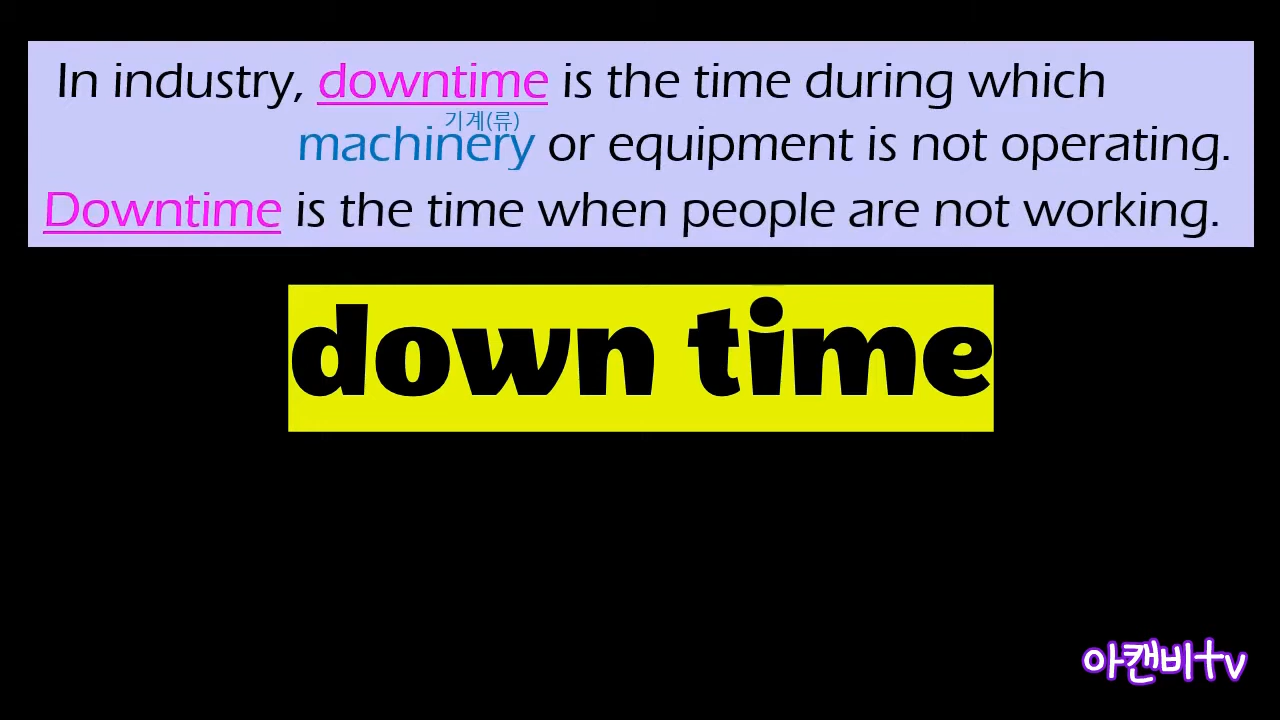 In industry, downtime is the time during which
기계(류)
machinery or equipment is not operating.
Downtime is the time when people are not working.
down time
아캔비tv